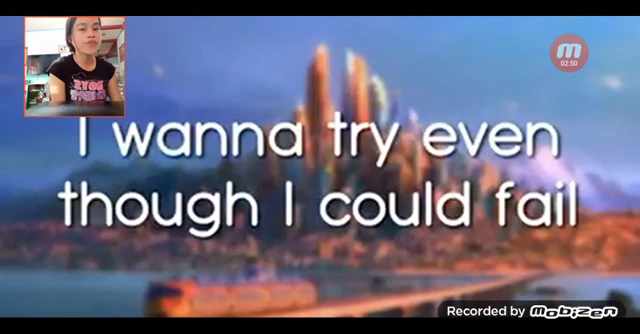 02:50
I wanna try even
though I could fail
Recorded by mobizen